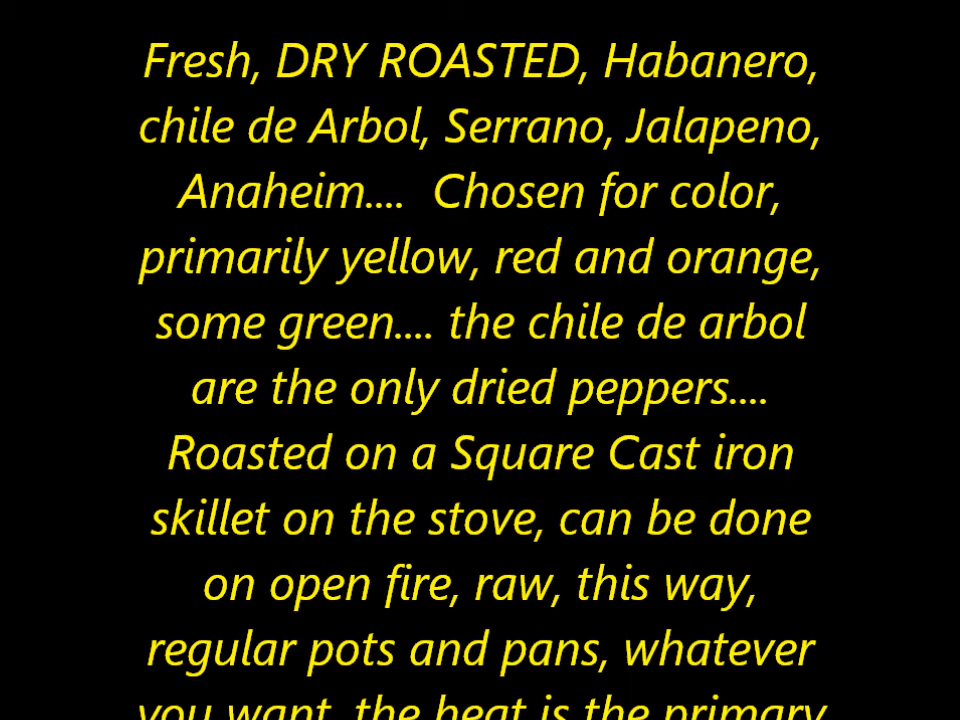 Fresh, DRY ROASTED, Habanero,
chile de Arbol, Serrano, Jalapeno,
Anaheim....  Chosen for color,
primarily yellow, red and orange,
some green.... the chile de arbol
are the only dried peppers....
Roasted on a Square Cast iron
skillet on the stove, can be done
on open fire, raw, this way,
regular pots and pans, whatever
you want, the heat is the primary